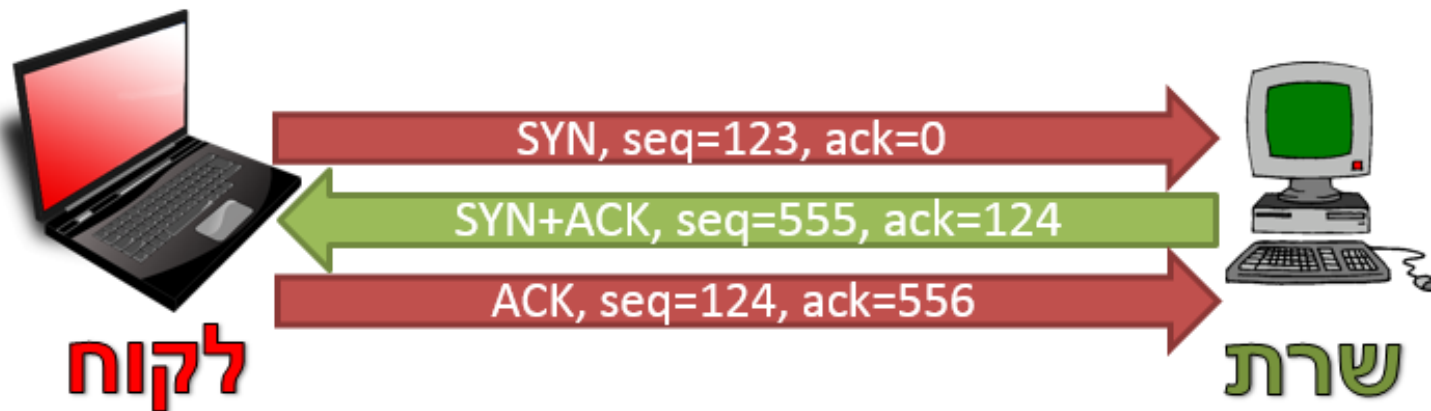 SYN, seq=123, ack=0
SYN+ACK, seq=555, ack=124
ACK, seq=124, ack=556
לקוח
שרת